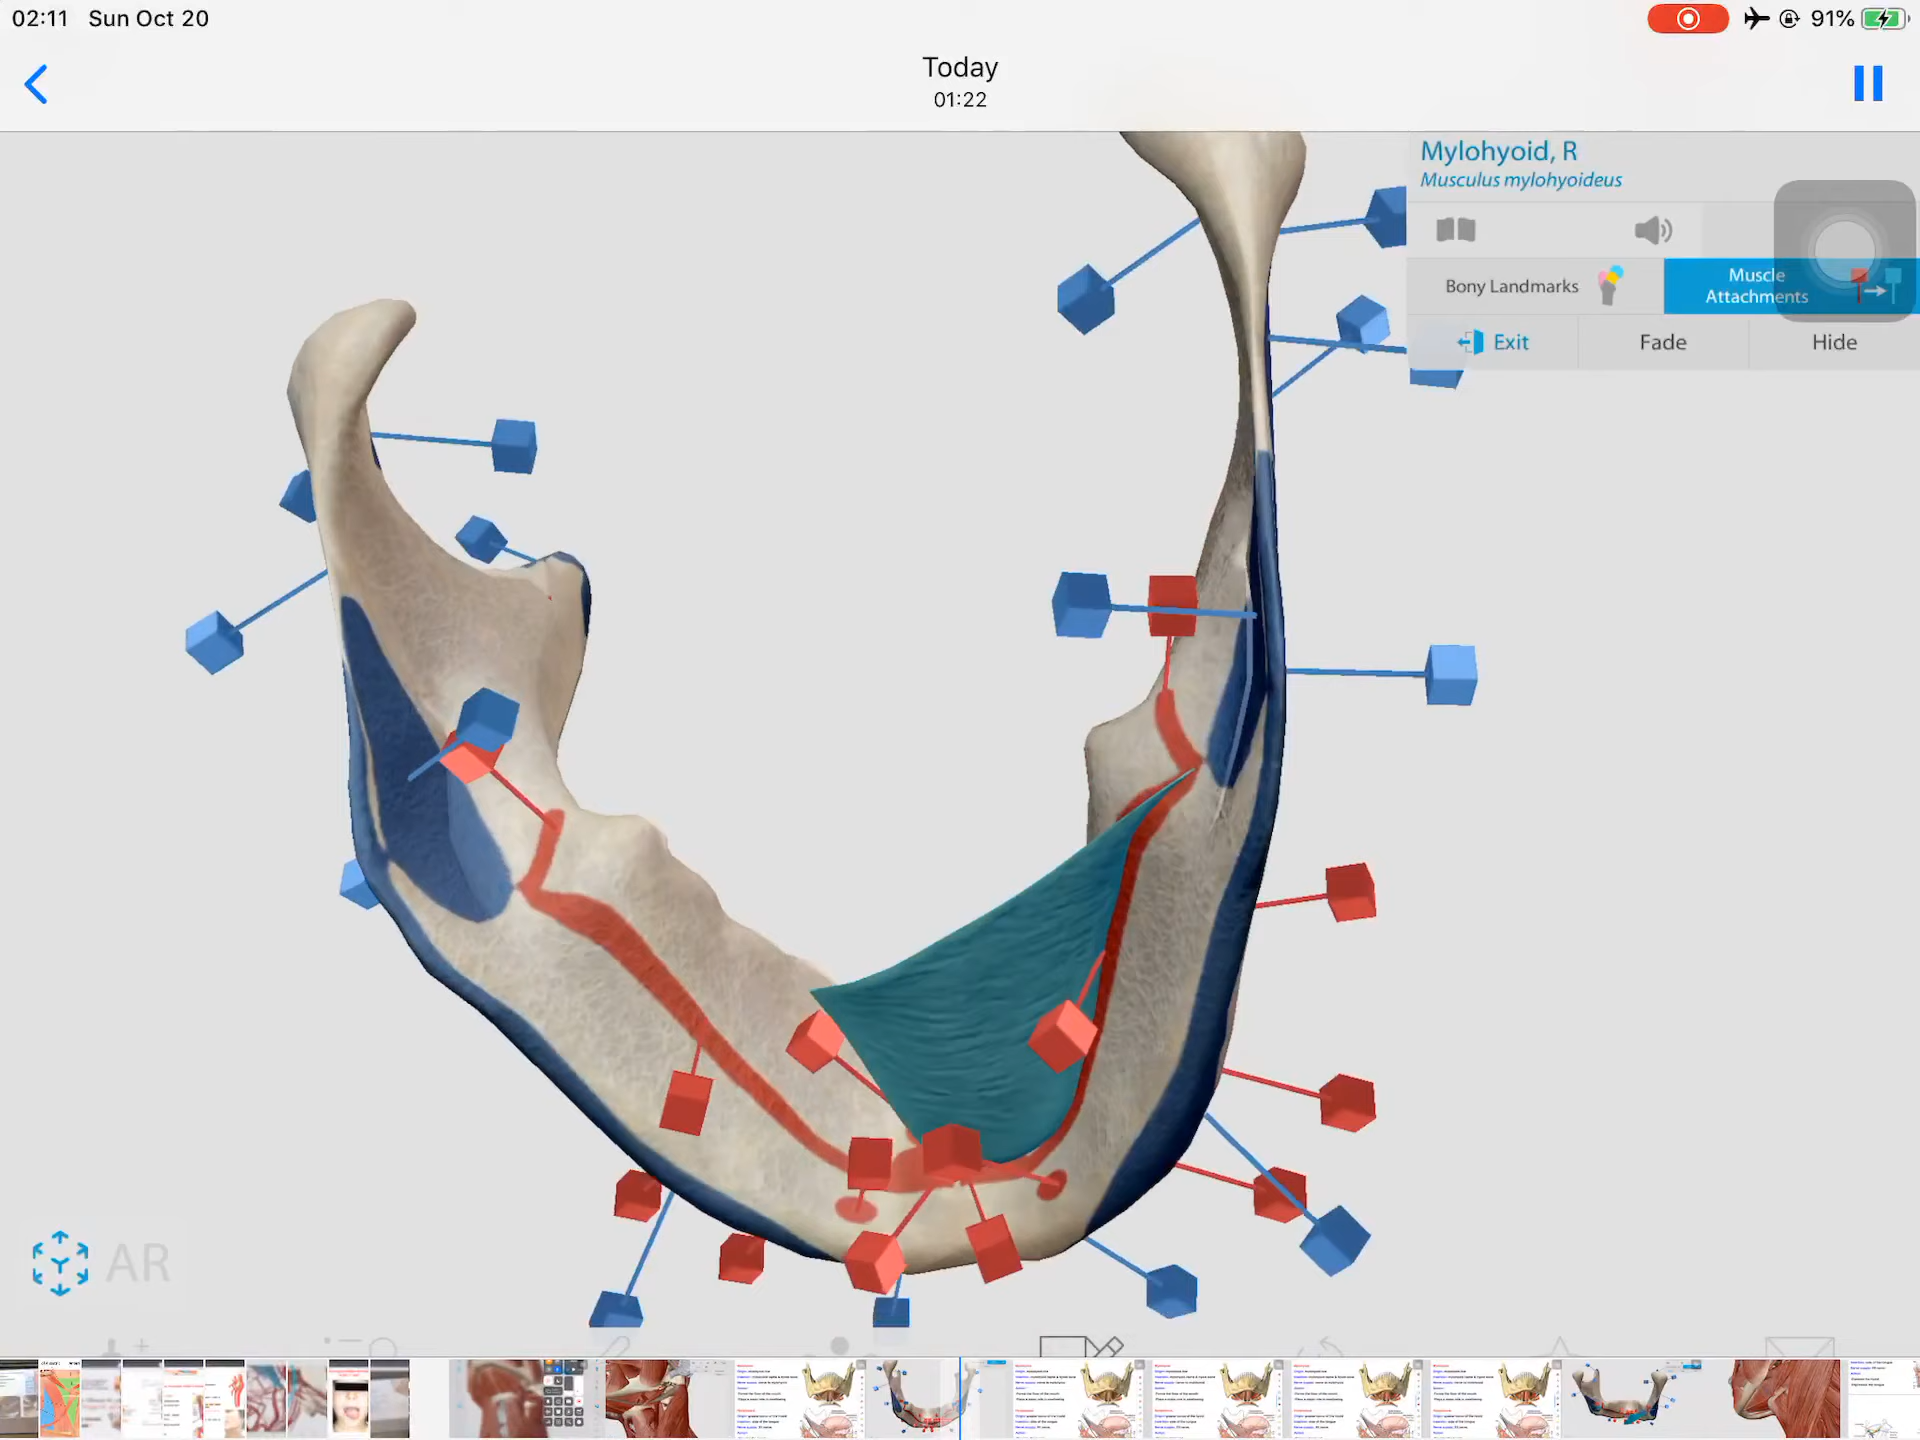 02:11 Sun Oct 20
91%
Today
01:22
Mylohyoid, R
Musculus mylohyoideus
Bony Landmarks
Muscle
Attachments
Exit
Fade
Hide
AR